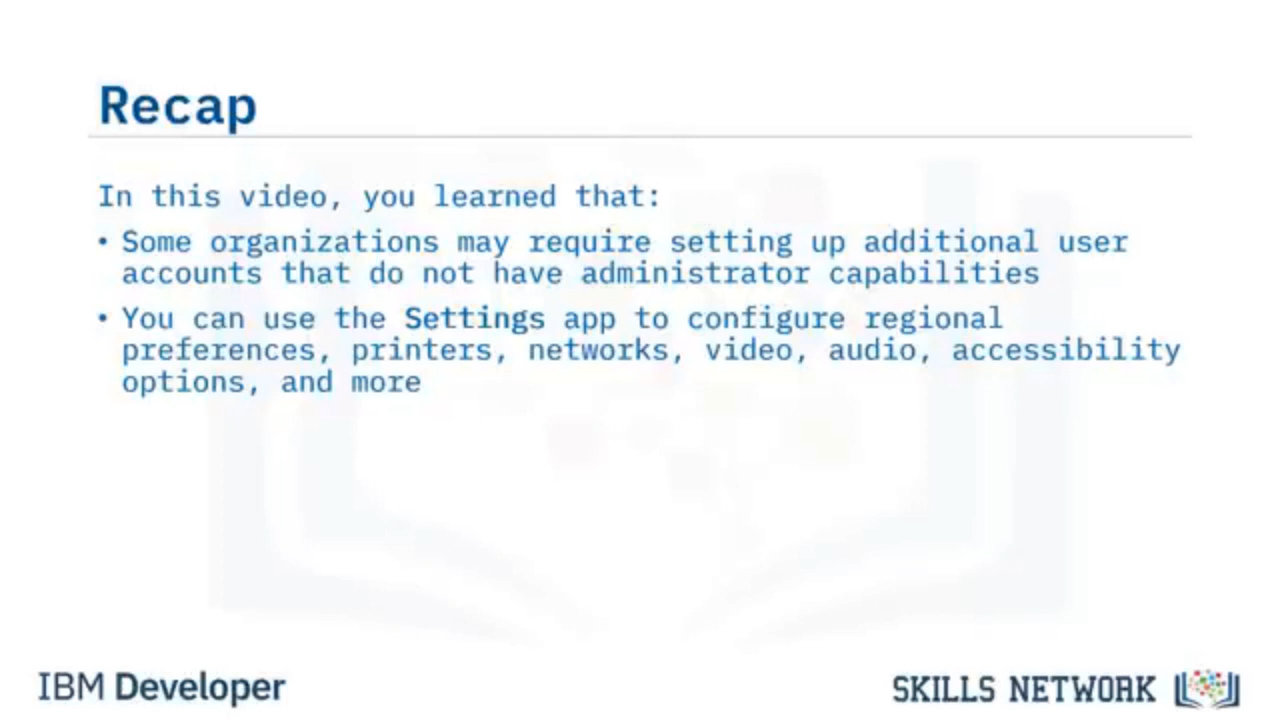 Recap
In this video, you learned that:
• Some organizations may require setting up additional user
accounts that do not have administrator capabilities
• You can use the Settings app to configure regional
preferences, printers, networks, video, audio, accessibility
options, and more
IBM Developer
SKILLS NETWORK